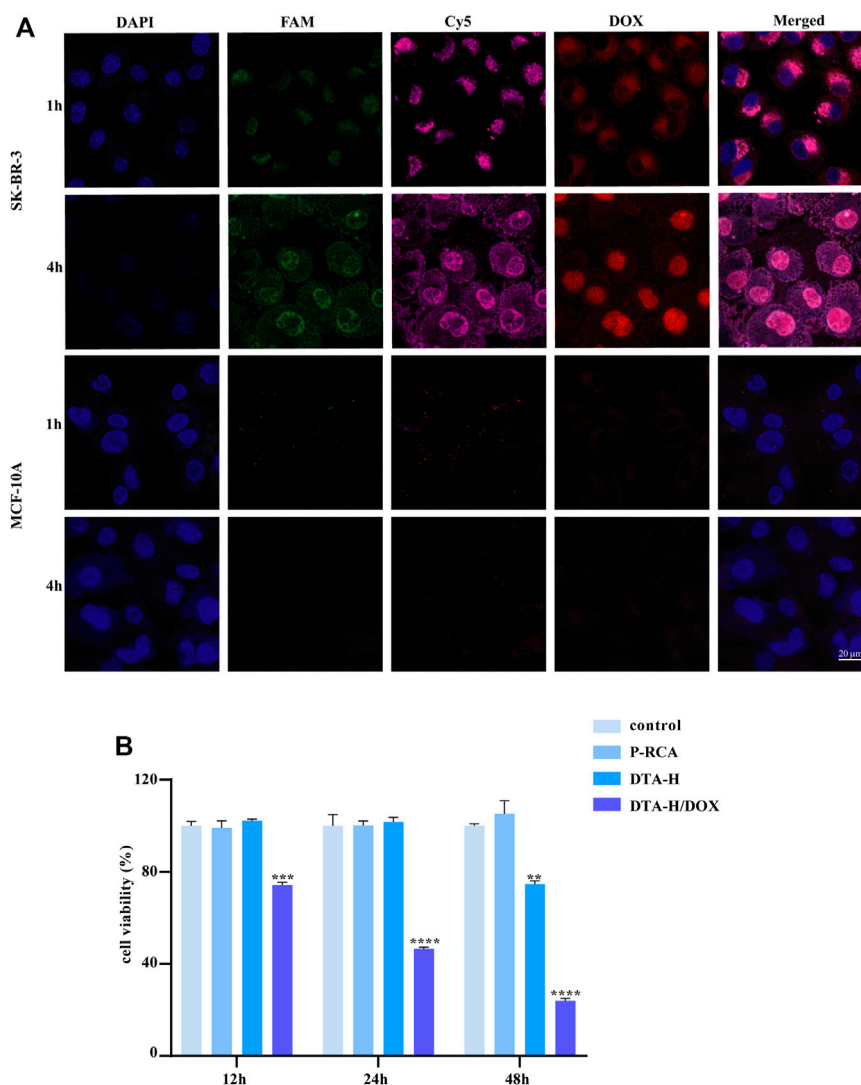 A
DAPI FAM Cy5 DOX Merged
SK-BR-3
1h
4h
MCF-10A
1h
4h
20 μm
B
control
P-RCA
DTA-H
DTA-H/DOX
cell viability (%)
120
80
40
0
***
****
**
****
12h 24h 48h